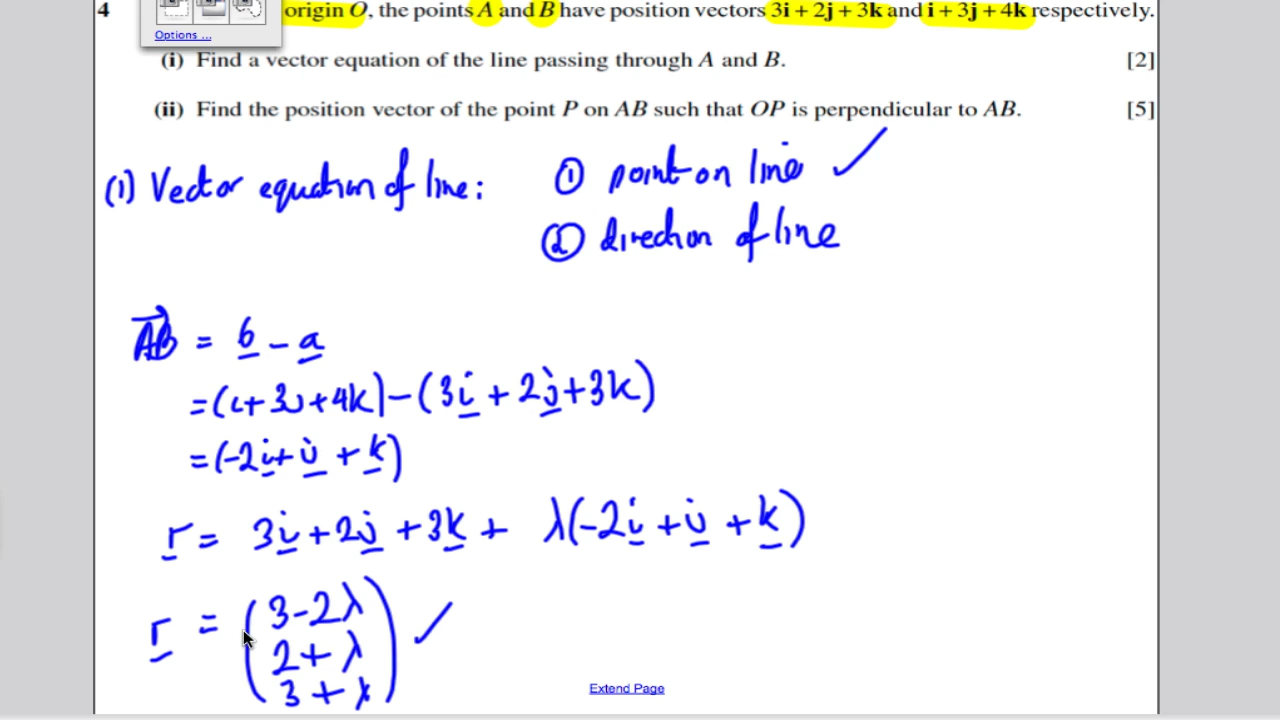 4 origin O, the points A and B have position vectors 3i + 2j + 3k and i + 3j + 4k respectively.
Options ...
(i) Find a vector equation of the line passing through A and B. [2]
(ii) Find the position vector of the point P on AB such that OP is perpendicular to AB. [5]
(i) Vector equation of line: ① point on line ✓
② direction of line
AB = b - a
= (i + 3j + 4k) - (3i + 2j + 3k)
= (-2i + j + k)
r = 3i + 2j + 3k + λ(-2i + j + k)
r = (3-2λ
2 + λ
3 + λ) ✓
Extend Page